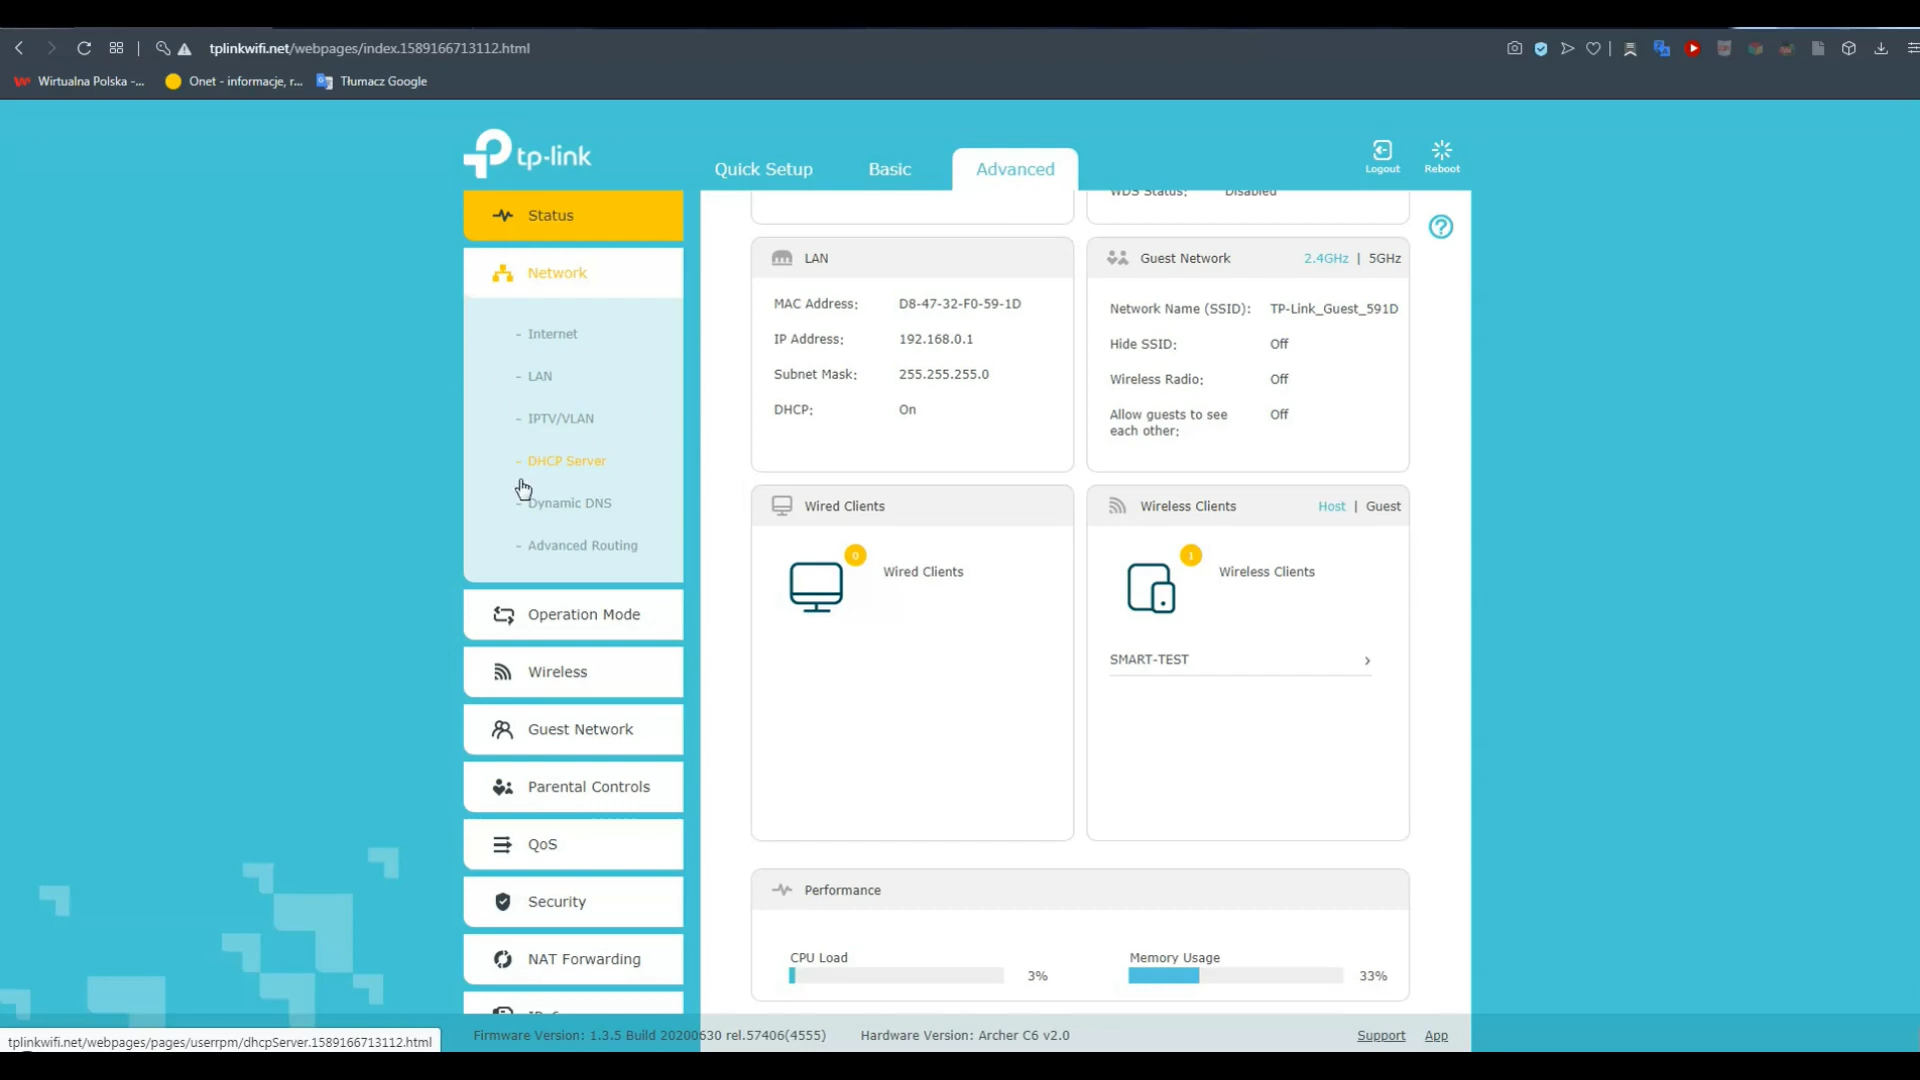 tplinkwifi.net/webpages/index.1589166713112.html
Wirtualna Polska -... Onet - informacje, r... Tłumacz Google
tp-link
Quick Setup Basic Advanced
Logout Reboot
Status
Network
- Internet
- LAN
- IPTV/VLAN
- DHCP Server
- Dynamic DNS
- Advanced Routing
Operation Mode
Wireless
Guest Network
Parental Controls
QoS
Security
NAT Forwarding
WDS Status: Disabled
LAN
MAC Address: D8-47-32-F0-59-1D
IP Address: 192.168.0.1
Subnet Mask: 255.255.255.0
DHCP: On
Guest Network 2.4GHz | 5GHz
Network Name (SSID): TP-Link_Guest_591D
Hide SSID: Off
Wireless Radio: Off
Allow guests to see Off
each other:
Wired Clients
0
Wired Clients
Wireless Clients Host | Guest
1
Wireless Clients
SMART-TEST
Performance
CPU Load
3%
Memory Usage
33%
tplinkwifi.net/webpages/pages/userrpm/dhcpServer.1589166713112.html
Firmware Version: 1.3.5 Build 20200630 rel.57406(4555) Hardware Version: Archer C6 v2.0 Support App